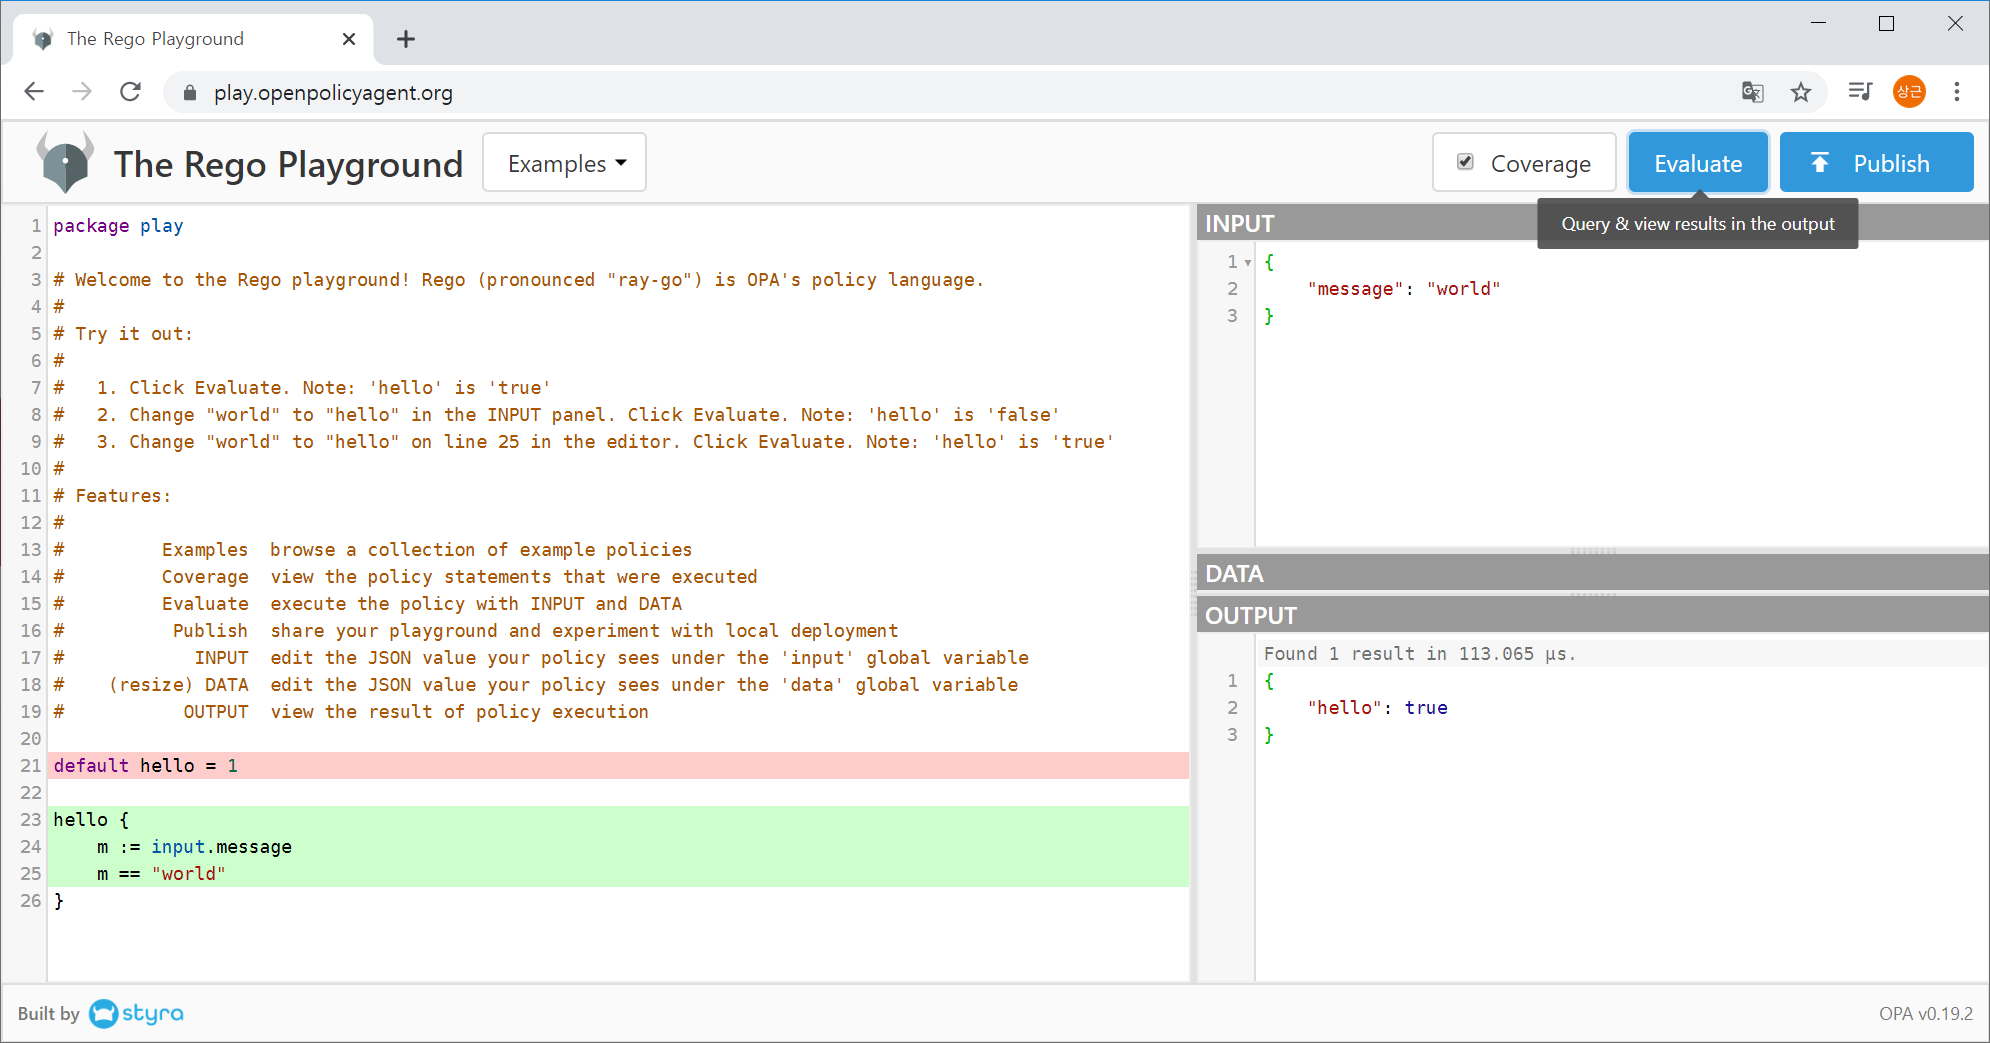 The Rego Playground
play.openpolicyagent.org
상근
The Rego Playground
Examples
Coverage
Evaluate
Publish
Query & view results in the output
1 package play
2
3 # Welcome to the Rego playground! Rego (pronounced "ray-go") is OPA's policy language.
4 #
5 # Try it out:
6 #
7 #   1. Click Evaluate. Note: 'hello' is 'true'
8 #   2. Change "world" to "hello" in the INPUT panel. Click Evaluate. Note: 'hello' is 'false'
9 #   3. Change "world" to "hello" on line 25 in the editor. Click Evaluate. Note: 'hello' is 'true'
10 #
11 # Features:
12 #
13 #         Examples  browse a collection of example policies
14 #         Coverage  view the policy statements that were executed
15 #         Evaluate  execute the policy with INPUT and DATA
16 #          Publish  share your playground and experiment with local deployment
17 #            INPUT  edit the JSON value your policy sees under the 'input' global variable
18 #    (resize) DATA  edit the JSON value your policy sees under the 'data' global variable
19 #           OUTPUT  view the result of policy execution
20
21 default hello = 1
22
23 hello {
24     m := input.message
25     m == "world"
26 }
INPUT
1 {
2     "message": "world"
3 }
DATA
OUTPUT
Found 1 result in 113.065 µs.
1 {
2     "hello": true
3 }
Built by styra
OPA v0.19.2